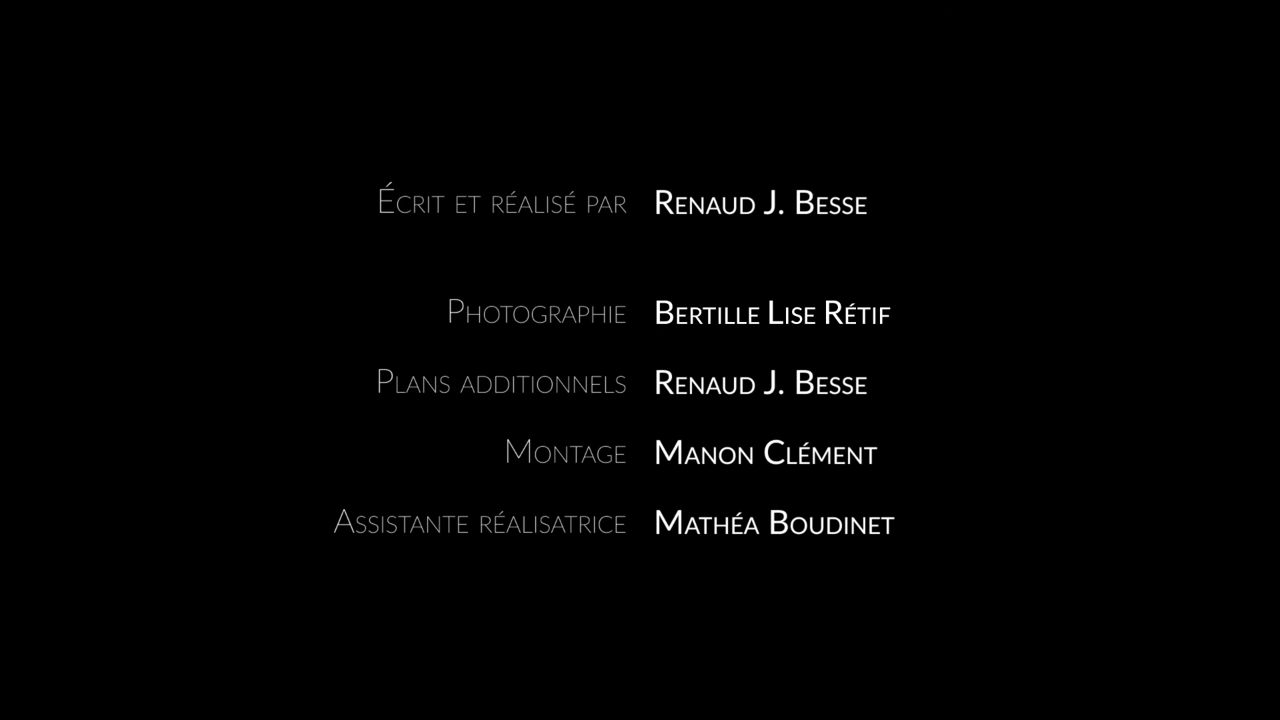 Écrit et réalisé par Renaud J. Besse
Photographie Bertille Lise Rétif
Plans additionnels Renaud J. Besse
Montage Manon Clément
Assistante réalisatrice Mathéa Boudinet